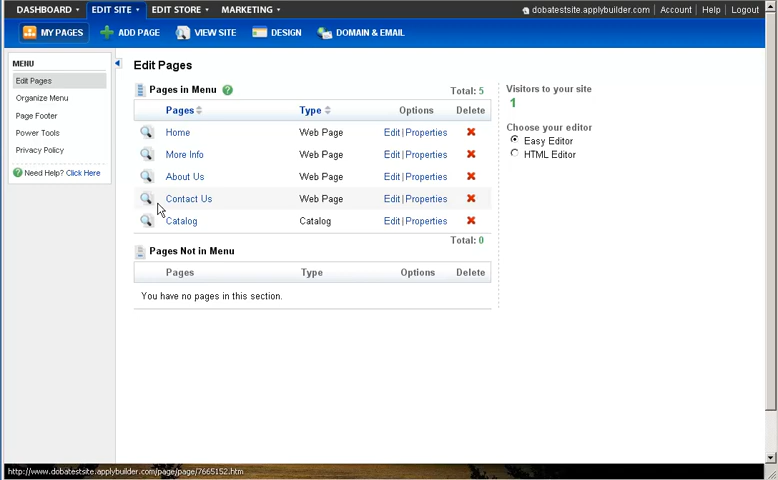 DASHBOARD EDIT SITE EDIT STORE MARKETING dobatestsite.applybuilder.com | Account | Help | Logout
MY PAGES ADD PAGE VIEW SITE DESIGN DOMAIN & EMAIL
MENU
Edit Pages
Organize Menu
Page Footer
Power Tools
Privacy Policy
? Need Help? Click Here
Edit Pages
Pages in Menu ? Total: 5
Pages Type Options Delete
Home Web Page Edit|Properties
More Info Web Page Edit|Properties
About Us Web Page Edit|Properties
Contact Us Web Page Edit|Properties
Catalog Catalog Edit|Properties
Total: 0
Pages Not in Menu
Pages Type Options Delete
You have no pages in this section.
Visitors to your site
1
Choose your editor
Easy Editor
HTML Editor
http://www.dobatestsite.applybuilder.com/page/page/7665152.htm